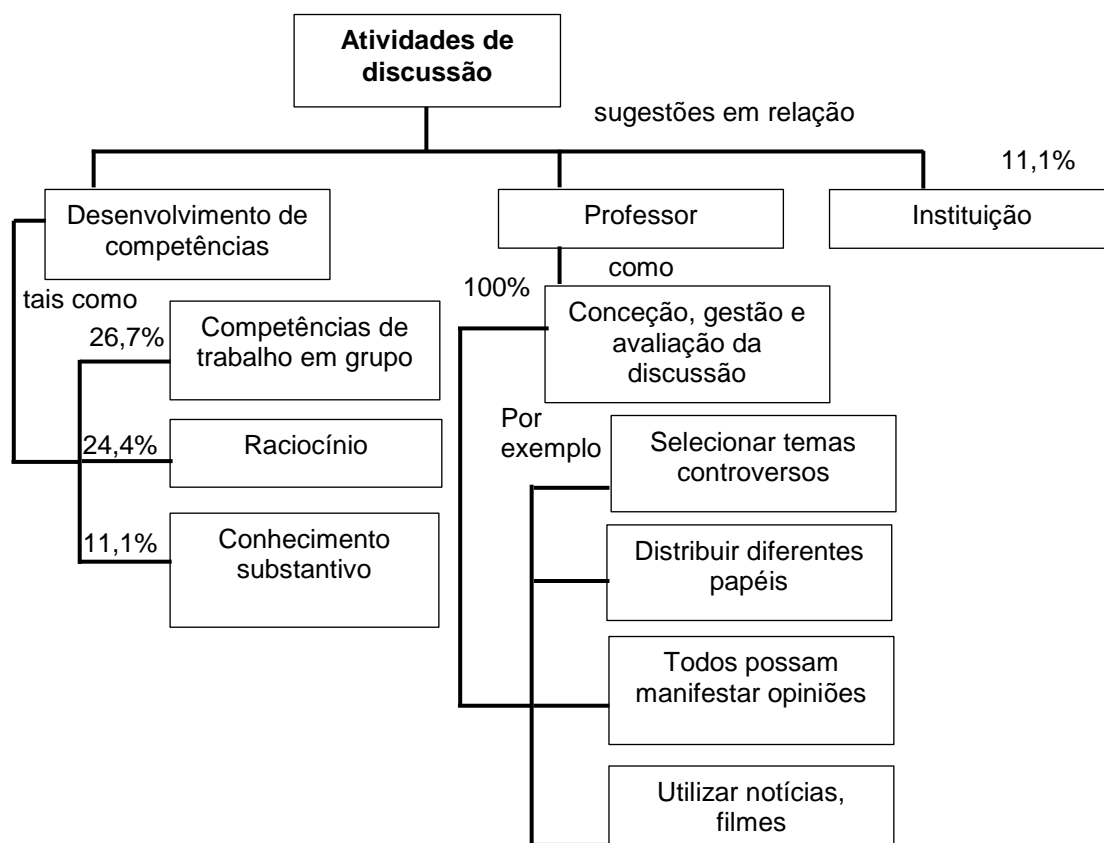 Atividades de
discussão
sugestões em relação
11,1%
Desenvolvimento de
competências
Professor
Instituição
tais como
como
100%
26,7%
Competências de
trabalho em grupo
Conceção, gestão e
avaliação da
discussão
24,4%
Raciocínio
Por
exemplo
Selecionar temas
controversos
11,1%
Conhecimento
substantivo
Distribuir diferentes
papéis
Todos possam
manifestar opiniões
Utilizar notícias,
filmes